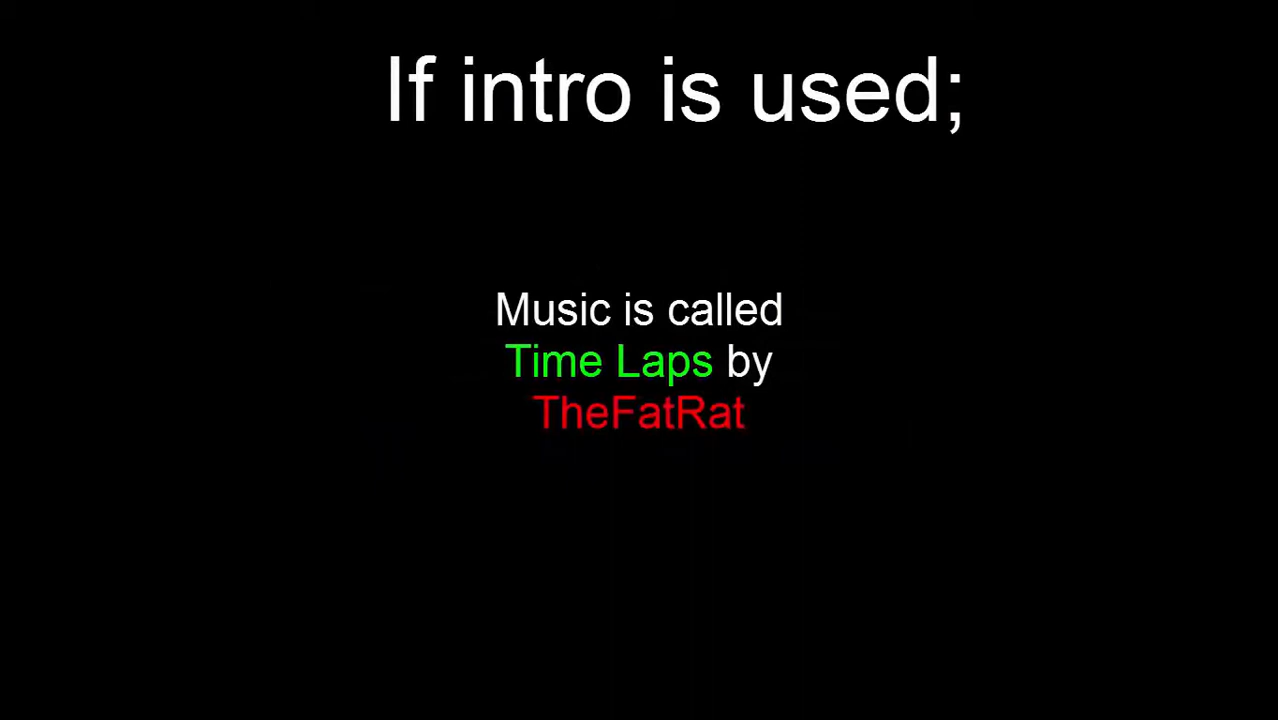 If intro is used;
Music is called
Time Laps by
TheFatRat